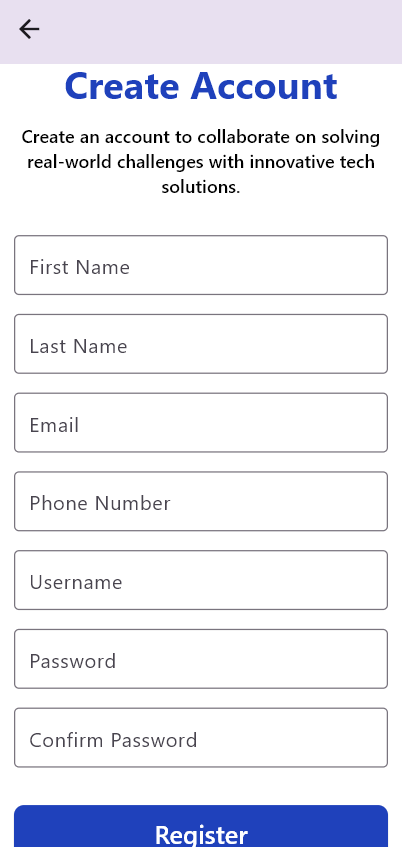 Create Account
Create an account to collaborate on solving
real-world challenges with innovative tech
solutions.
First Name
Last Name
Email
Phone Number
Username
Password
Confirm Password
Register